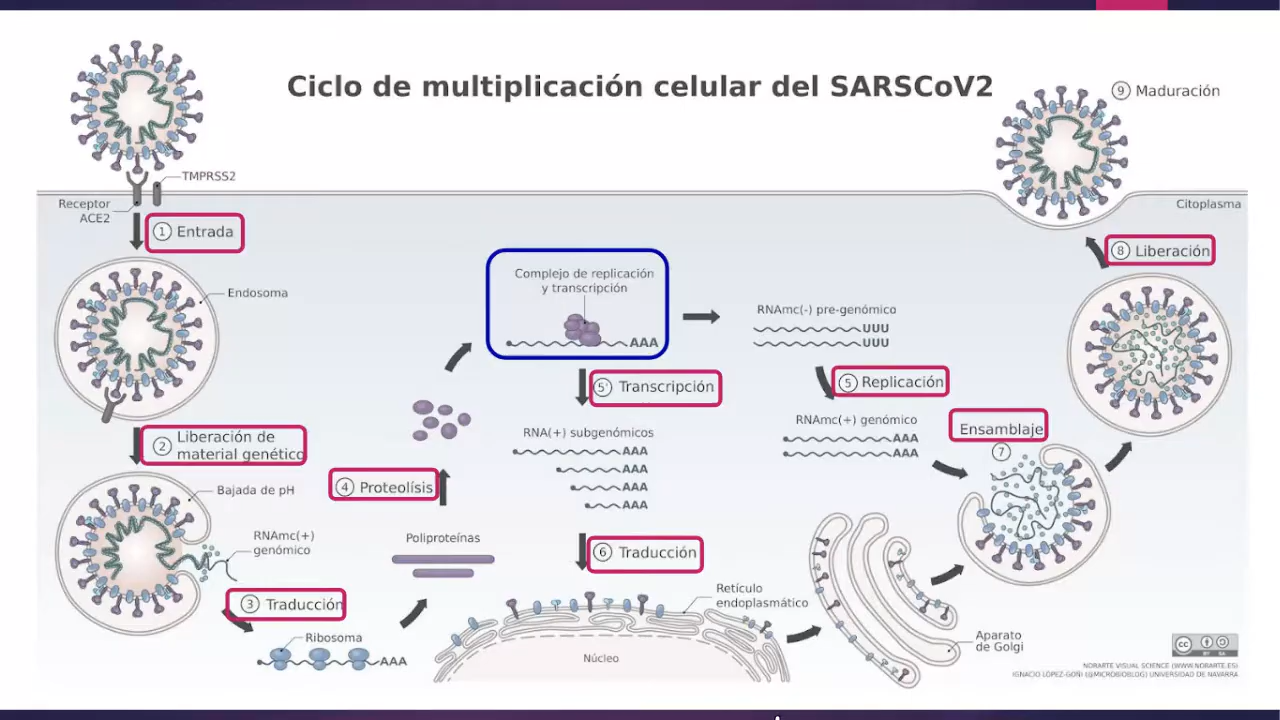 Ciclo de multiplicación celular del SARSCoV2
9 Maduración
TMPRSS2
Receptor
ACE2
Citoplasma
1 Entrada
8 Liberación
Endosoma
Complejo de replicación
y transcripción
AAA
RNAmc(-) pre-genómico
UUU
UUU
5' Transcripción
5 Replicación
RNAmc(+) genómico
AAA
AAA
Ensamblaje
7
2 Liberación de
material genético
RNA(+) subgenómicos
AAA
AAA
AAA
AAA
4 Proteolísis
Bajada de pH
RNAmc(+)
genómico
Poliproteínas
6 Traducción
3 Traducción
Retículo
endoplasmático
Ribosoma
AAA
Núcleo
Aparato
de Golgi
cc
BY SA
NORARTE VISUAL SCIENCE (WWW.NORARTE.ES)
IGNACIO LÓPEZ-GOÑI (@MICROBIOBLOG) UNIVERSIDAD DE NAVARRA